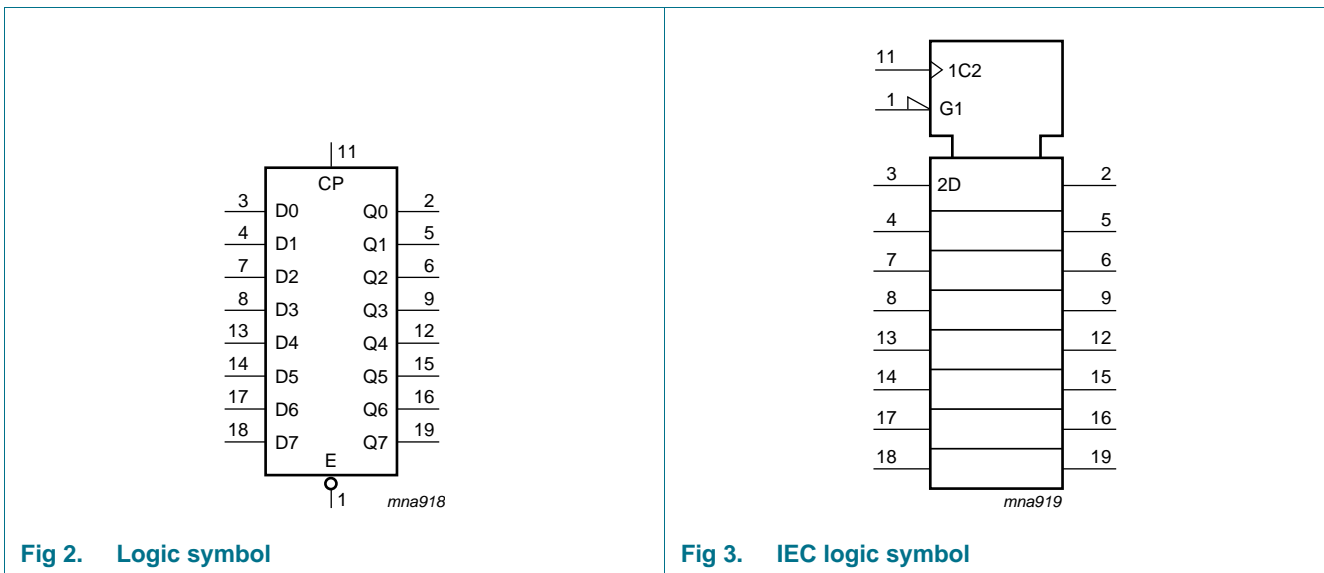 11
CP
3 D0 Q0 2
4 D1 Q1 5
7 D2 Q2 6
8 D3 Q3 9
13 D4 Q4 12
14 D5 Q5 15
17 D6 Q6 16
18 D7 Q7 19
E
1
mna918
Fig 2. Logic symbol
11 1C2
1 G1
3 2D 2
4 5
7 6
8 9
13 12
14 15
17 16
18 19
mna919
Fig 3. IEC logic symbol